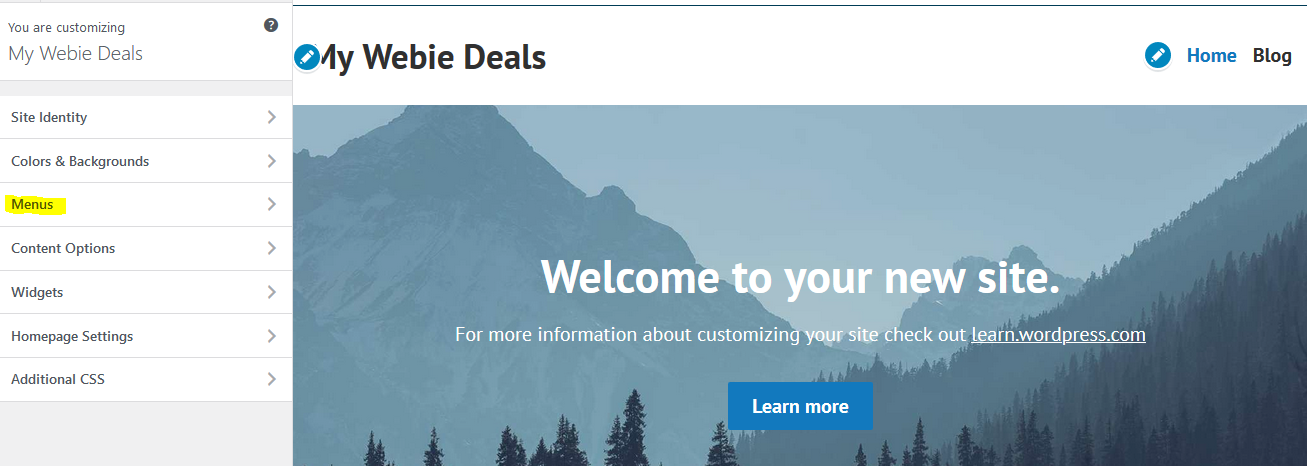 You are customizing
?
My Webie Deals
Site Identity
Colors & Backgrounds
Menus
Content Options
Widgets
Homepage Settings
Additional CSS
My Webie Deals
Home Blog
Welcome to your new site.
For more information about customizing your site check out learn.wordpress.com
Learn more